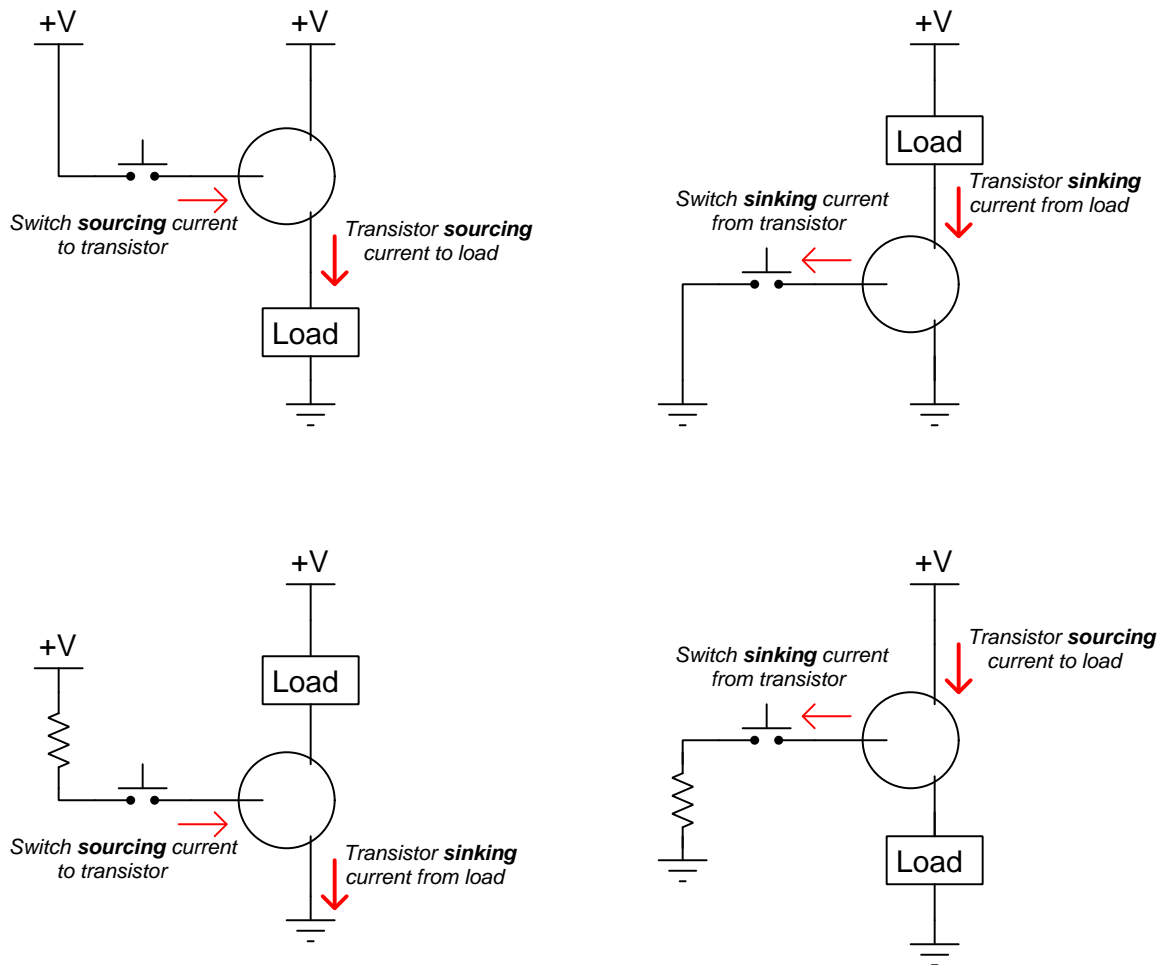 +V
+V
Load
Switch sourcing current
to transistor
Transistor sourcing
current to load
+V
Load
Transistor sinking
current from load
Switch sinking current
from transistor
+V
+V
Load
Switch sourcing current
to transistor
Transistor sinking
current from load
+V
Transistor sourcing
current to load
Switch sinking current
from transistor
Load